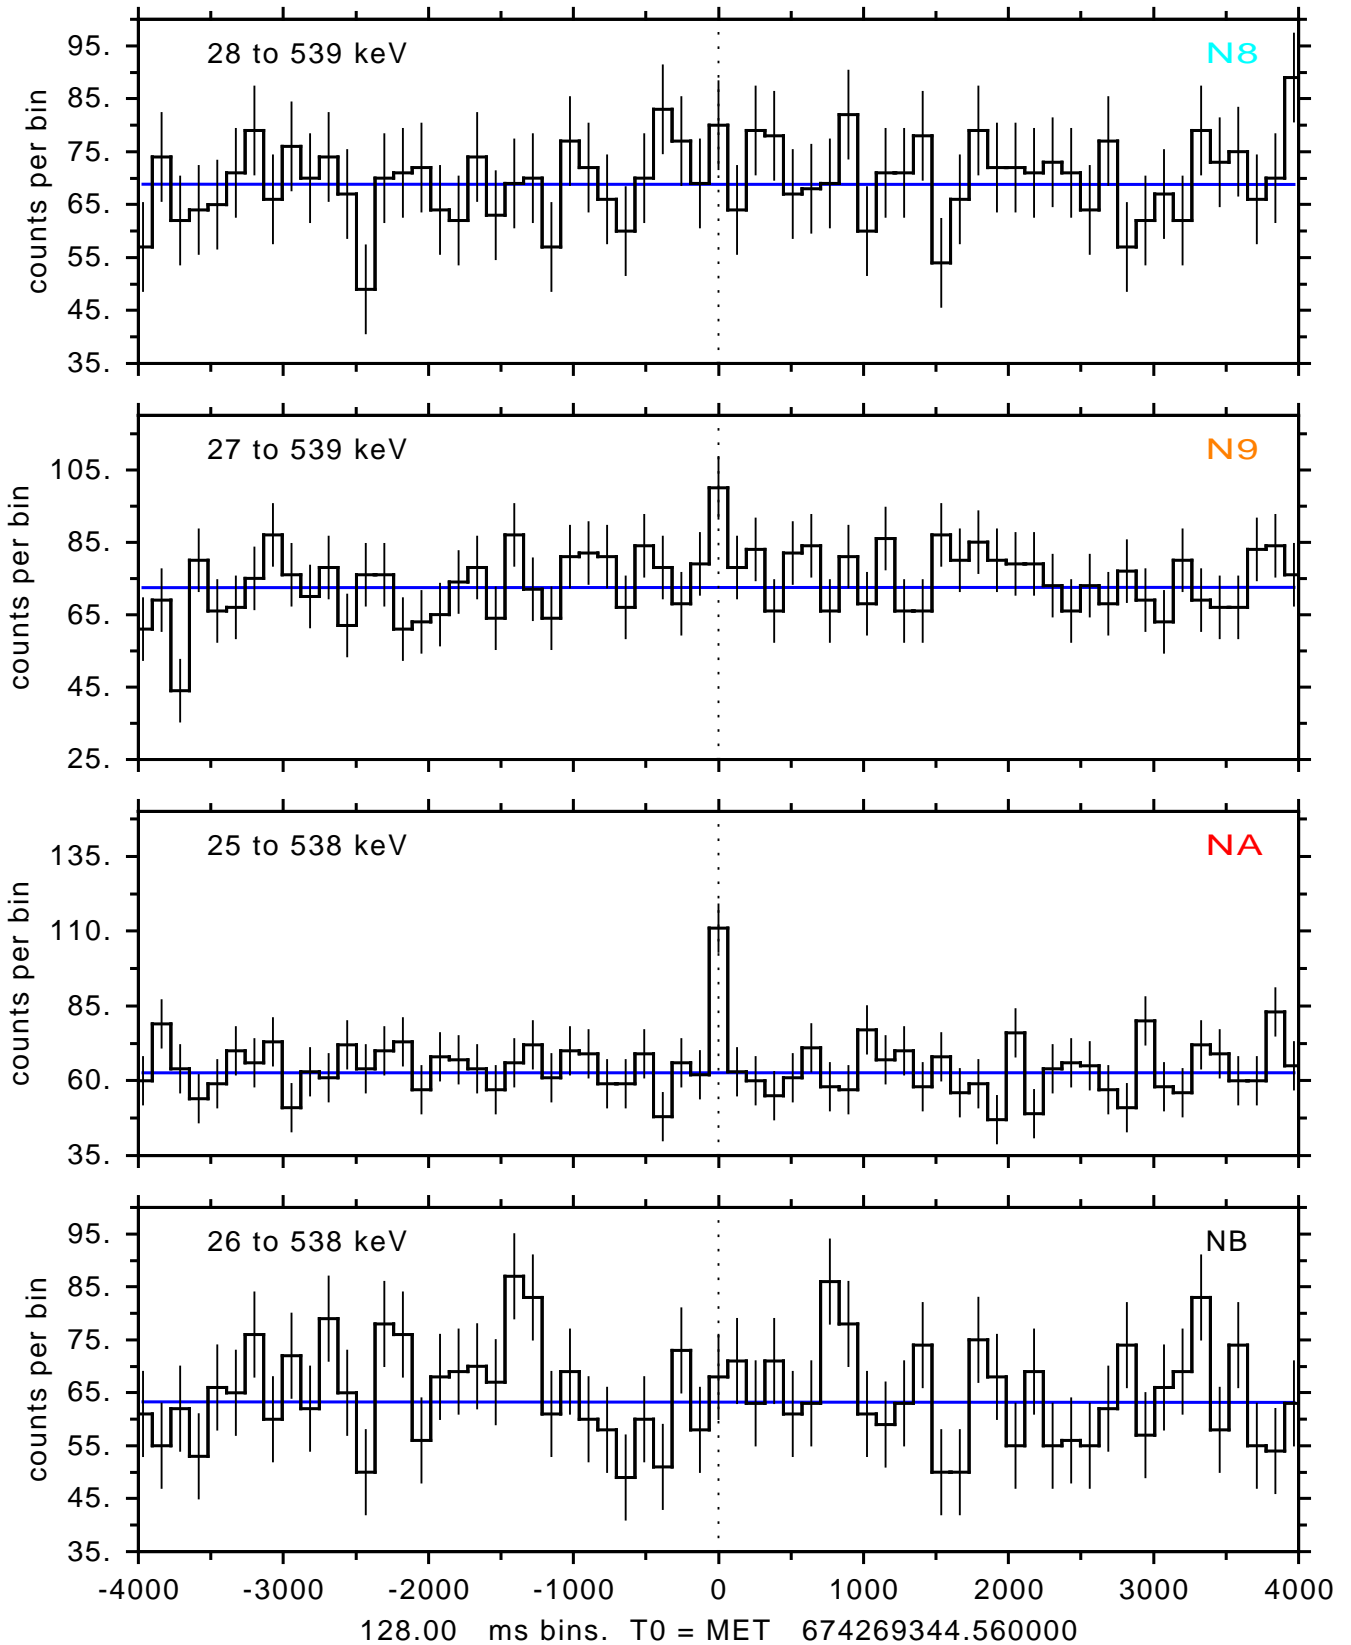 28 to 539 keV N8
95.
85.
75.
65.
55.
45.
35.
counts per bin
27 to 539 keV N9
105.
85.
65.
45.
25.
counts per bin
25 to 538 keV NA
135.
110.
85.
60.
35.
counts per bin
26 to 538 keV NB
95.
85.
75.
65.
55.
45.
35.
counts per bin
-4000 -3000 -2000 -1000 0 1000 2000 3000 4000
128.00 ms bins. T0 = MET 674269344.560000